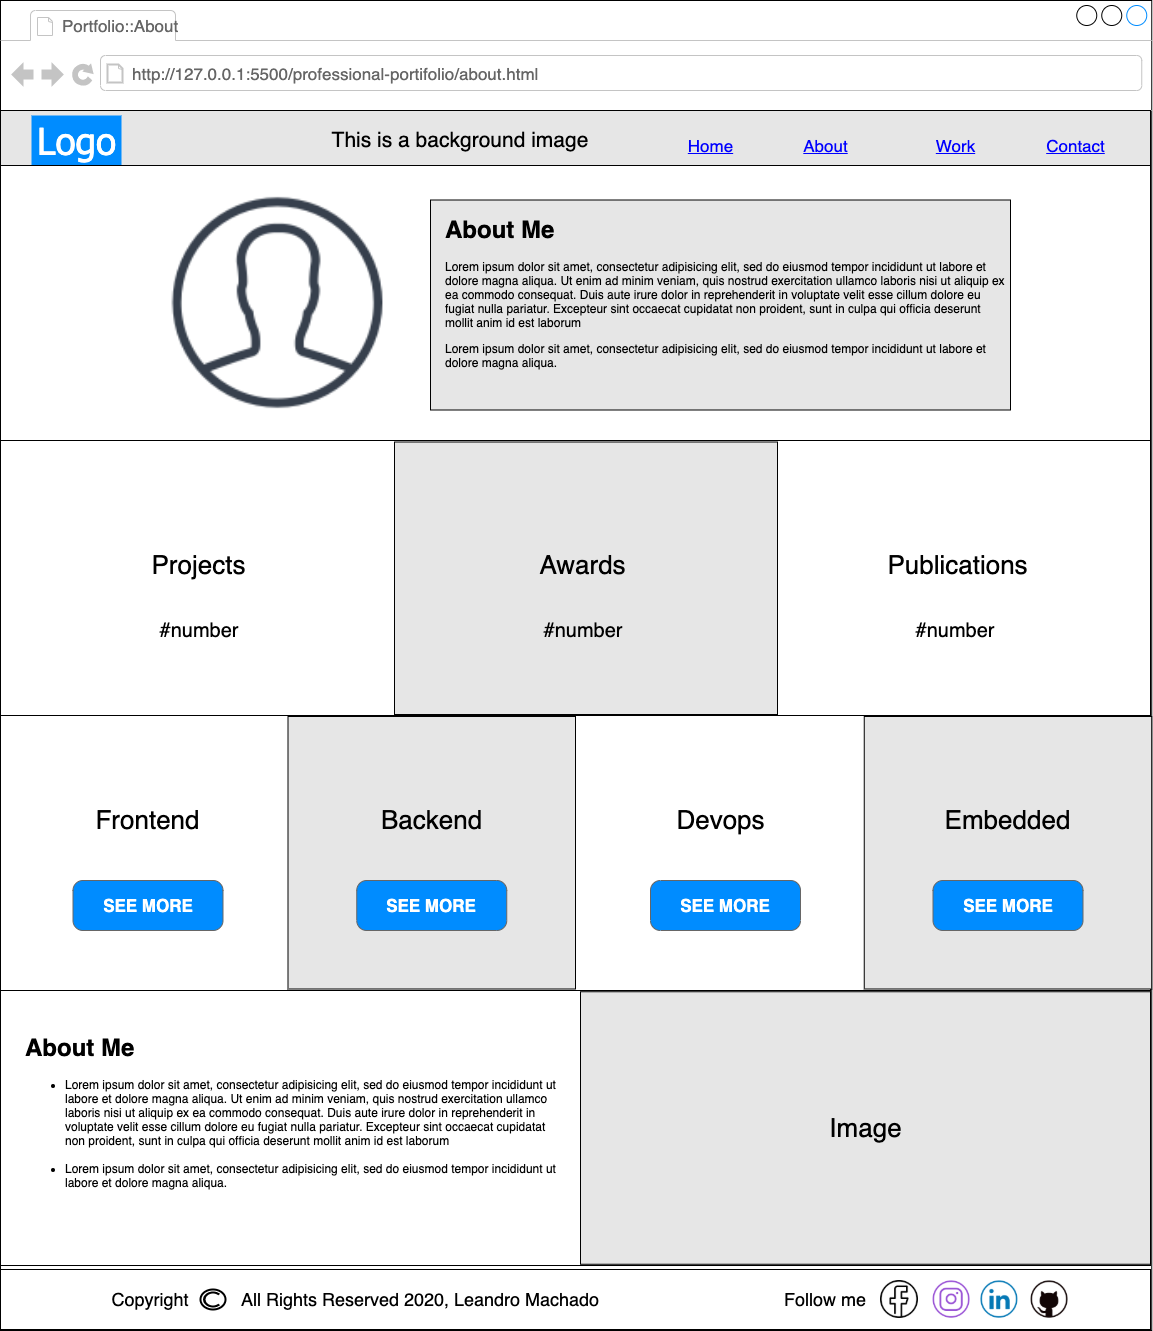 Portfolio::About
http://127.0.0.1:5500/professional-portifolio/about.html
Logo
This is a background image
Home
About
Work
Contact
About Me
Lorem ipsum dolor sit amet, consectetur adipisicing elit, sed do eiusmod tempor incididunt ut labore et
dolore magna aliqua. Ut enim ad minim veniam, quis nostrud exercitation ullamco laboris nisi ut aliquip ex
ea commodo consequat. Duis aute irure dolor in reprehenderit in voluptate velit esse cillum dolore eu
fugiat nulla pariatur. Excepteur sint occaecat cupidatat non proident, sunt in culpa qui officia deserunt
mollit anim id est laborum
Lorem ipsum dolor sit amet, consectetur adipisicing elit, sed do eiusmod tempor incididunt ut labore et
dolore magna aliqua.
Projects
#number
Awards
#number
Publications
#number
Frontend
SEE MORE
Backend
SEE MORE
Devops
SEE MORE
Embedded
SEE MORE
About Me
• Lorem ipsum dolor sit amet, consectetur adipisicing elit, sed do eiusmod tempor incididunt ut
labore et dolore magna aliqua. Ut enim ad minim veniam, quis nostrud exercitation ullamco
laboris nisi ut aliquip ex ea commodo consequat. Duis aute irure dolor in reprehenderit in
voluptate velit esse cillum dolore eu fugiat nulla pariatur. Excepteur sint occaecat cupidatat
non proident, sunt in culpa qui officia deserunt mollit anim id est laborum
• Lorem ipsum dolor sit amet, consectetur adipisicing elit, sed do eiusmod tempor incididunt ut
labore et dolore magna aliqua.
Image
Copyright © All Rights Reserved 2020, Leandro Machado
Follow me
in